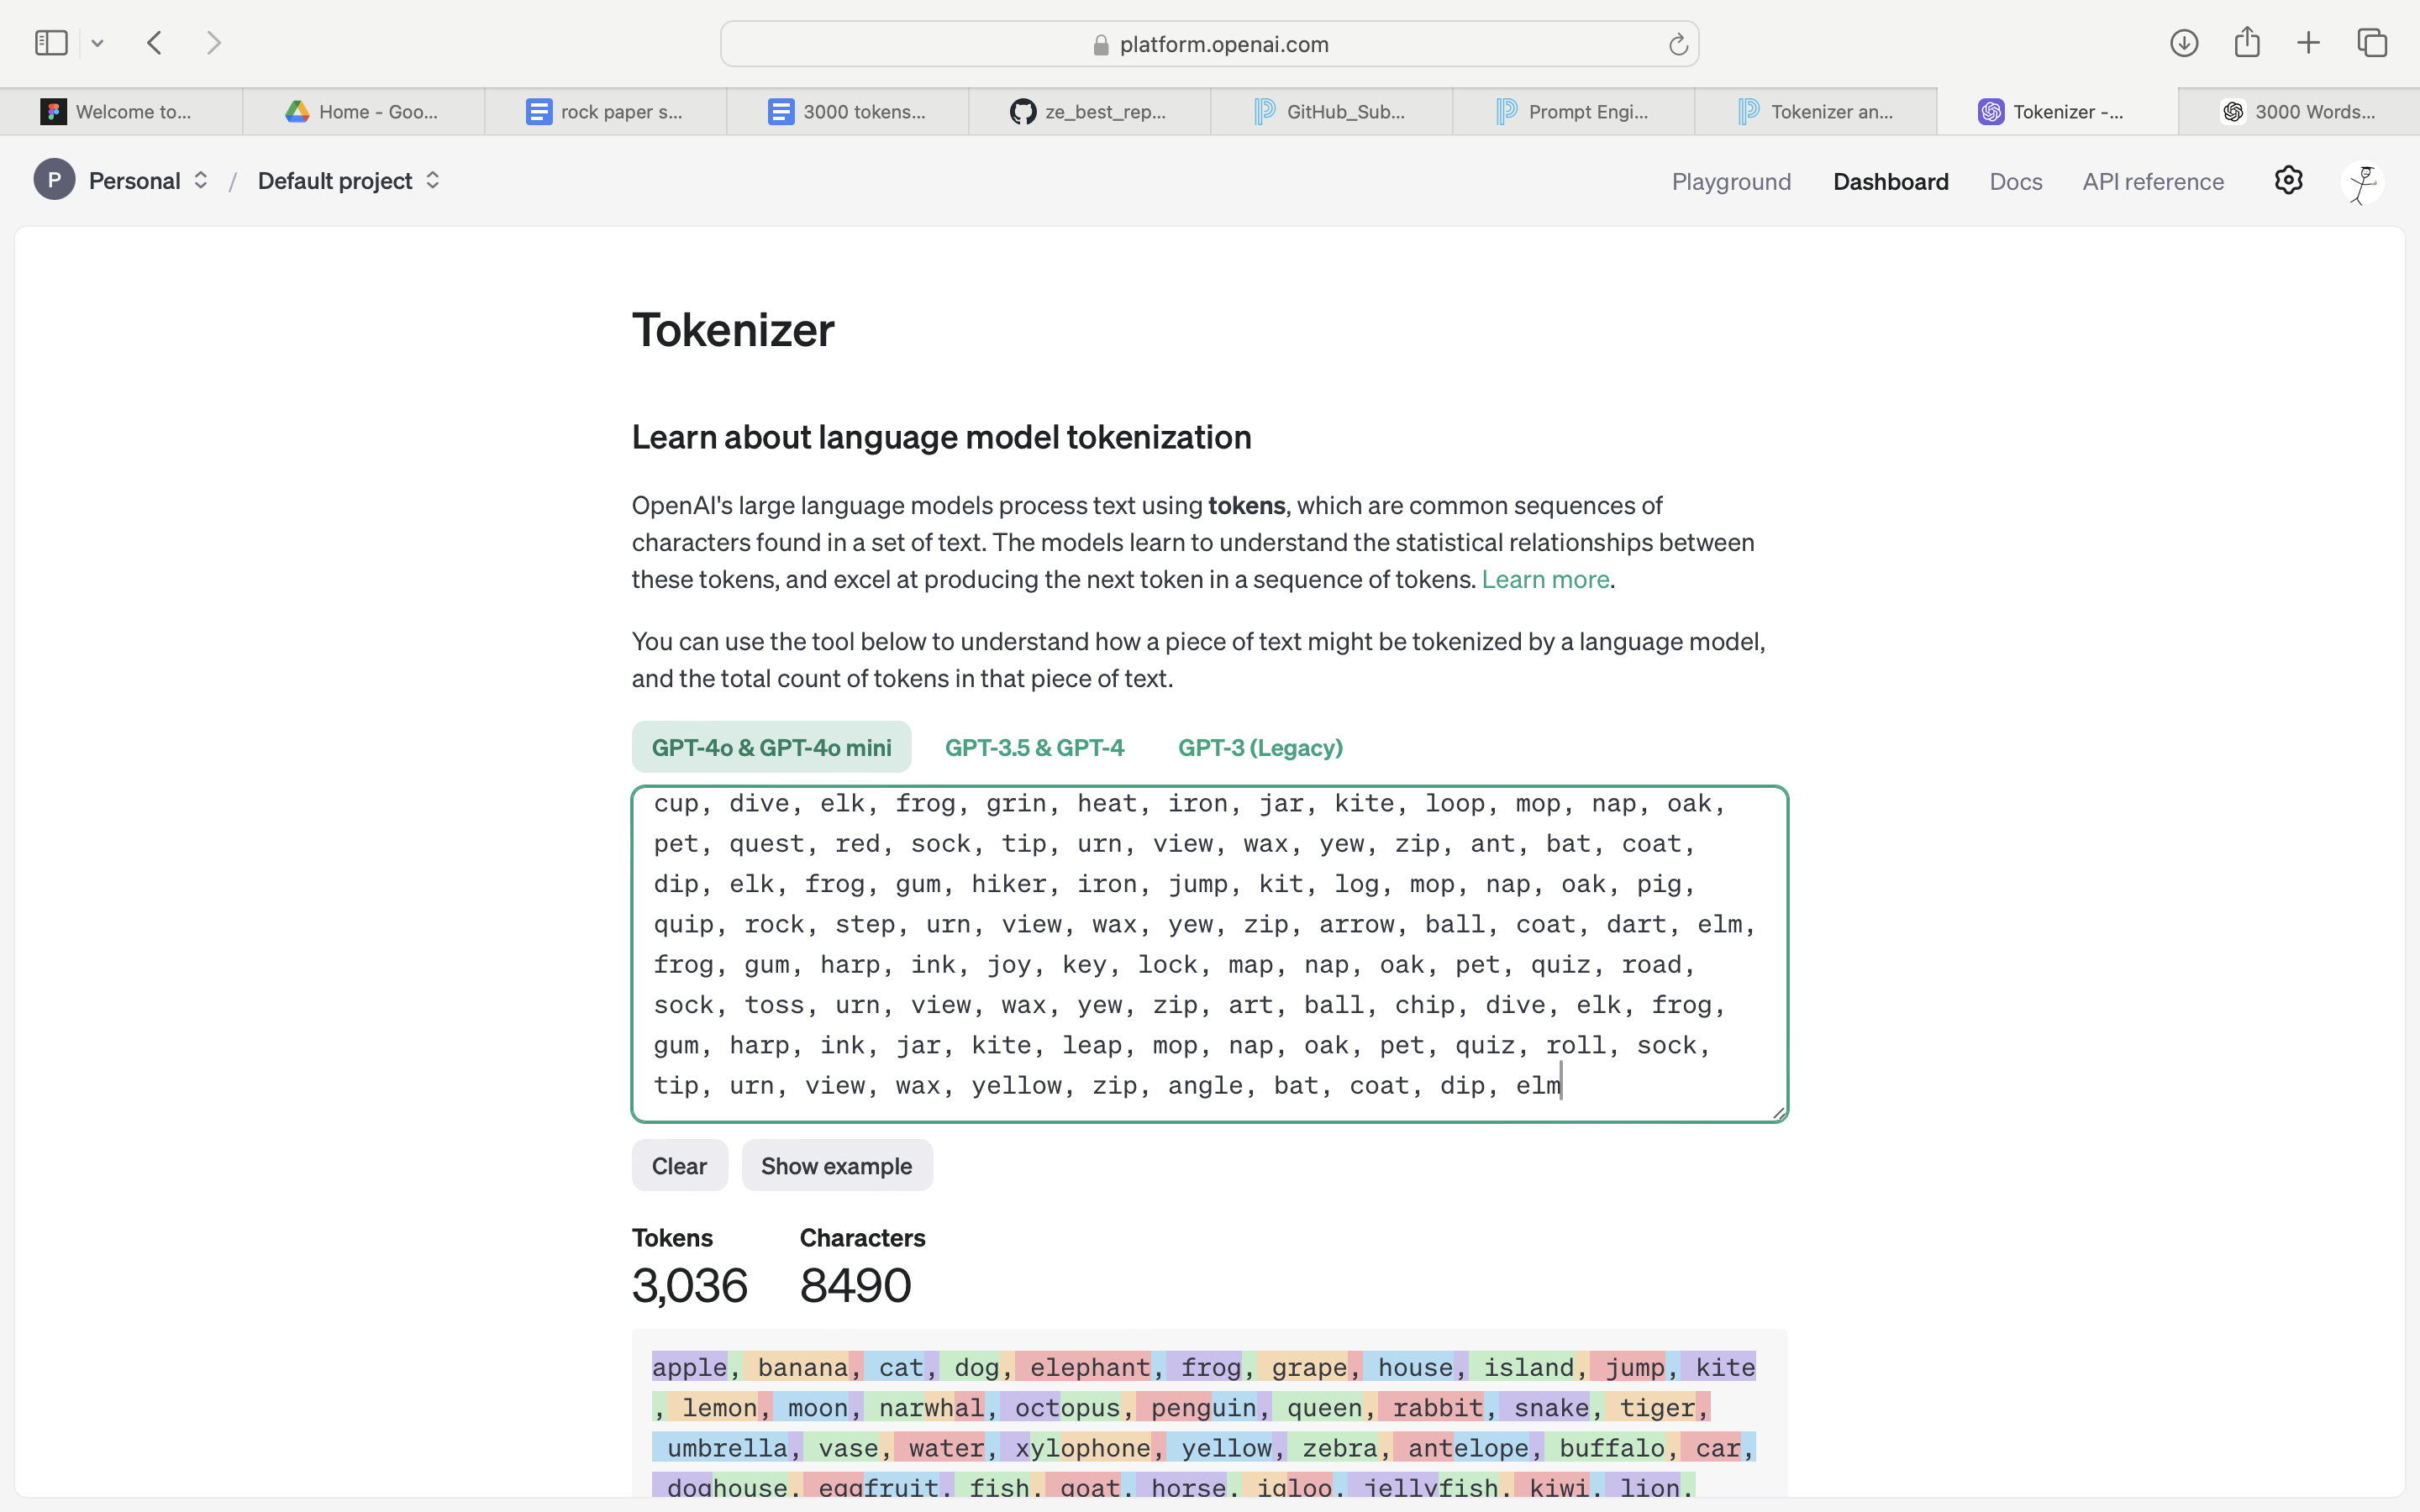 platform.openai.com
Welcome to...
Home - Goo...
rock paper s...
3000 tokens...
ze_best_rep...
GitHub_Sub...
Prompt Engi...
Tokenizer an...
Tokenizer -...
3000 Words...
P Personal / Default project
Playground Dashboard Docs API reference
Tokenizer
Learn about language model tokenization
OpenAI's large language models process text using tokens, which are common sequences of
characters found in a set of text. The models learn to understand the statistical relationships between
these tokens, and excel at producing the next token in a sequence of tokens. Learn more.
You can use the tool below to understand how a piece of text might be tokenized by a language model,
and the total count of tokens in that piece of text.
GPT-4o & GPT-4o mini GPT-3.5 & GPT-4 GPT-3 (Legacy)
cup, dive, elk, frog, grin, heat, iron, jar, kite, loop, mop, nap, oak,
pet, quest, red, sock, tip, urn, view, wax, yew, zip, ant, bat, coat,
dip, elk, frog, gum, hiker, iron, jump, kit, log, mop, nap, oak, pig,
quip, rock, step, urn, view, wax, yew, zip, arrow, ball, coat, dart, elm,
frog, gum, harp, ink, joy, key, lock, map, nap, oak, pet, quiz, road,
sock, toss, urn, view, wax, yew, zip, art, ball, chip, dive, elk, frog,
gum, harp, ink, jar, kite, leap, mop, nap, oak, pet, quiz, roll, sock,
tip, urn, view, wax, yellow, zip, angle, bat, coat, dip, elm
Clear Show example
Tokens Characters
3,036 8490
apple, banana, cat, dog, elephant, frog, grape, house, island, jump, kite
, lemon, moon, narwhal, octopus, penguin, queen, rabbit, snake, tiger,
umbrella, vase, water, xylophone, yellow, zebra, antelope, buffalo, car,
doghouse, eggfruit, fish, goat, horse, igloo, jellyfish, kiwi, lion,